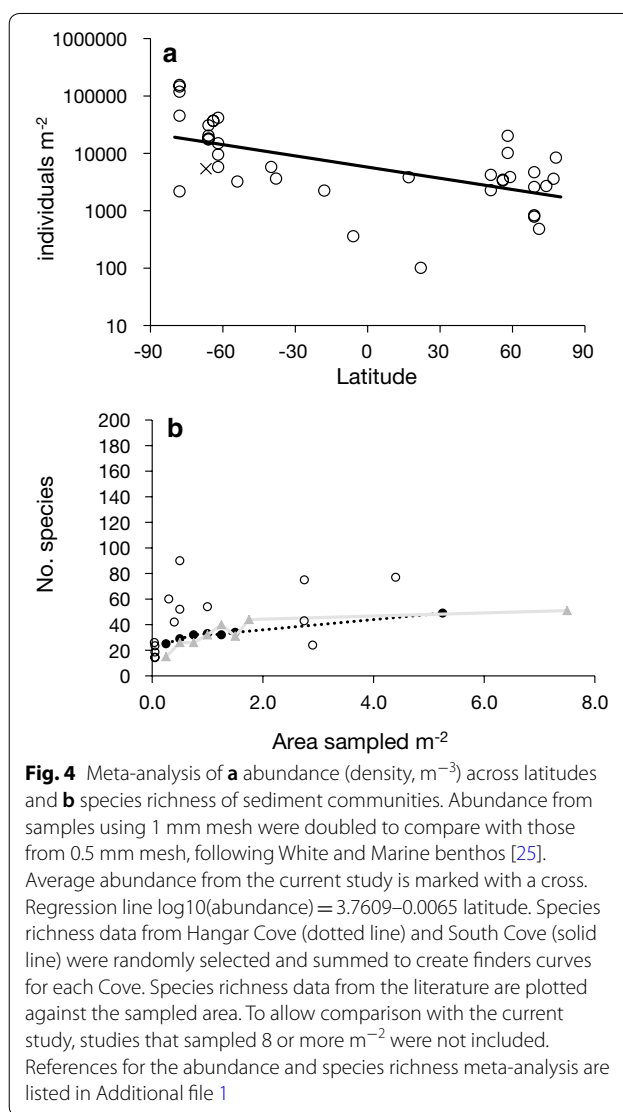 a
1000000
100000
10000
1000
100
10
individuals m⁻²
-90 -60 -30 0 30 60 90
Latitude
b
200
180
160
140
120
100
80
60
40
20
0
No. species
0.0 2.0 4.0 6.0 8.0
Area sampled m⁻²
Fig. 4 Meta-analysis of a abundance (density, m⁻³) across latitudes
and b species richness of sediment communities. Abundance from
samples using 1 mm mesh were doubled to compare with those
from 0.5 mm mesh, following White and Marine benthos [25].
Average abundance from the current study is marked with a cross.
Regression line log10(abundance) = 3.7609–0.0065 latitude. Species
richness data from Hangar Cove (dotted line) and South Cove (solid
line) were randomly selected and summed to create finders curves
for each Cove. Species richness data from the literature are plotted
against the sampled area. To allow comparison with the current
study, studies that sampled 8 or more m⁻² were not included.
References for the abundance and species richness meta-analysis are
listed in Additional file 1